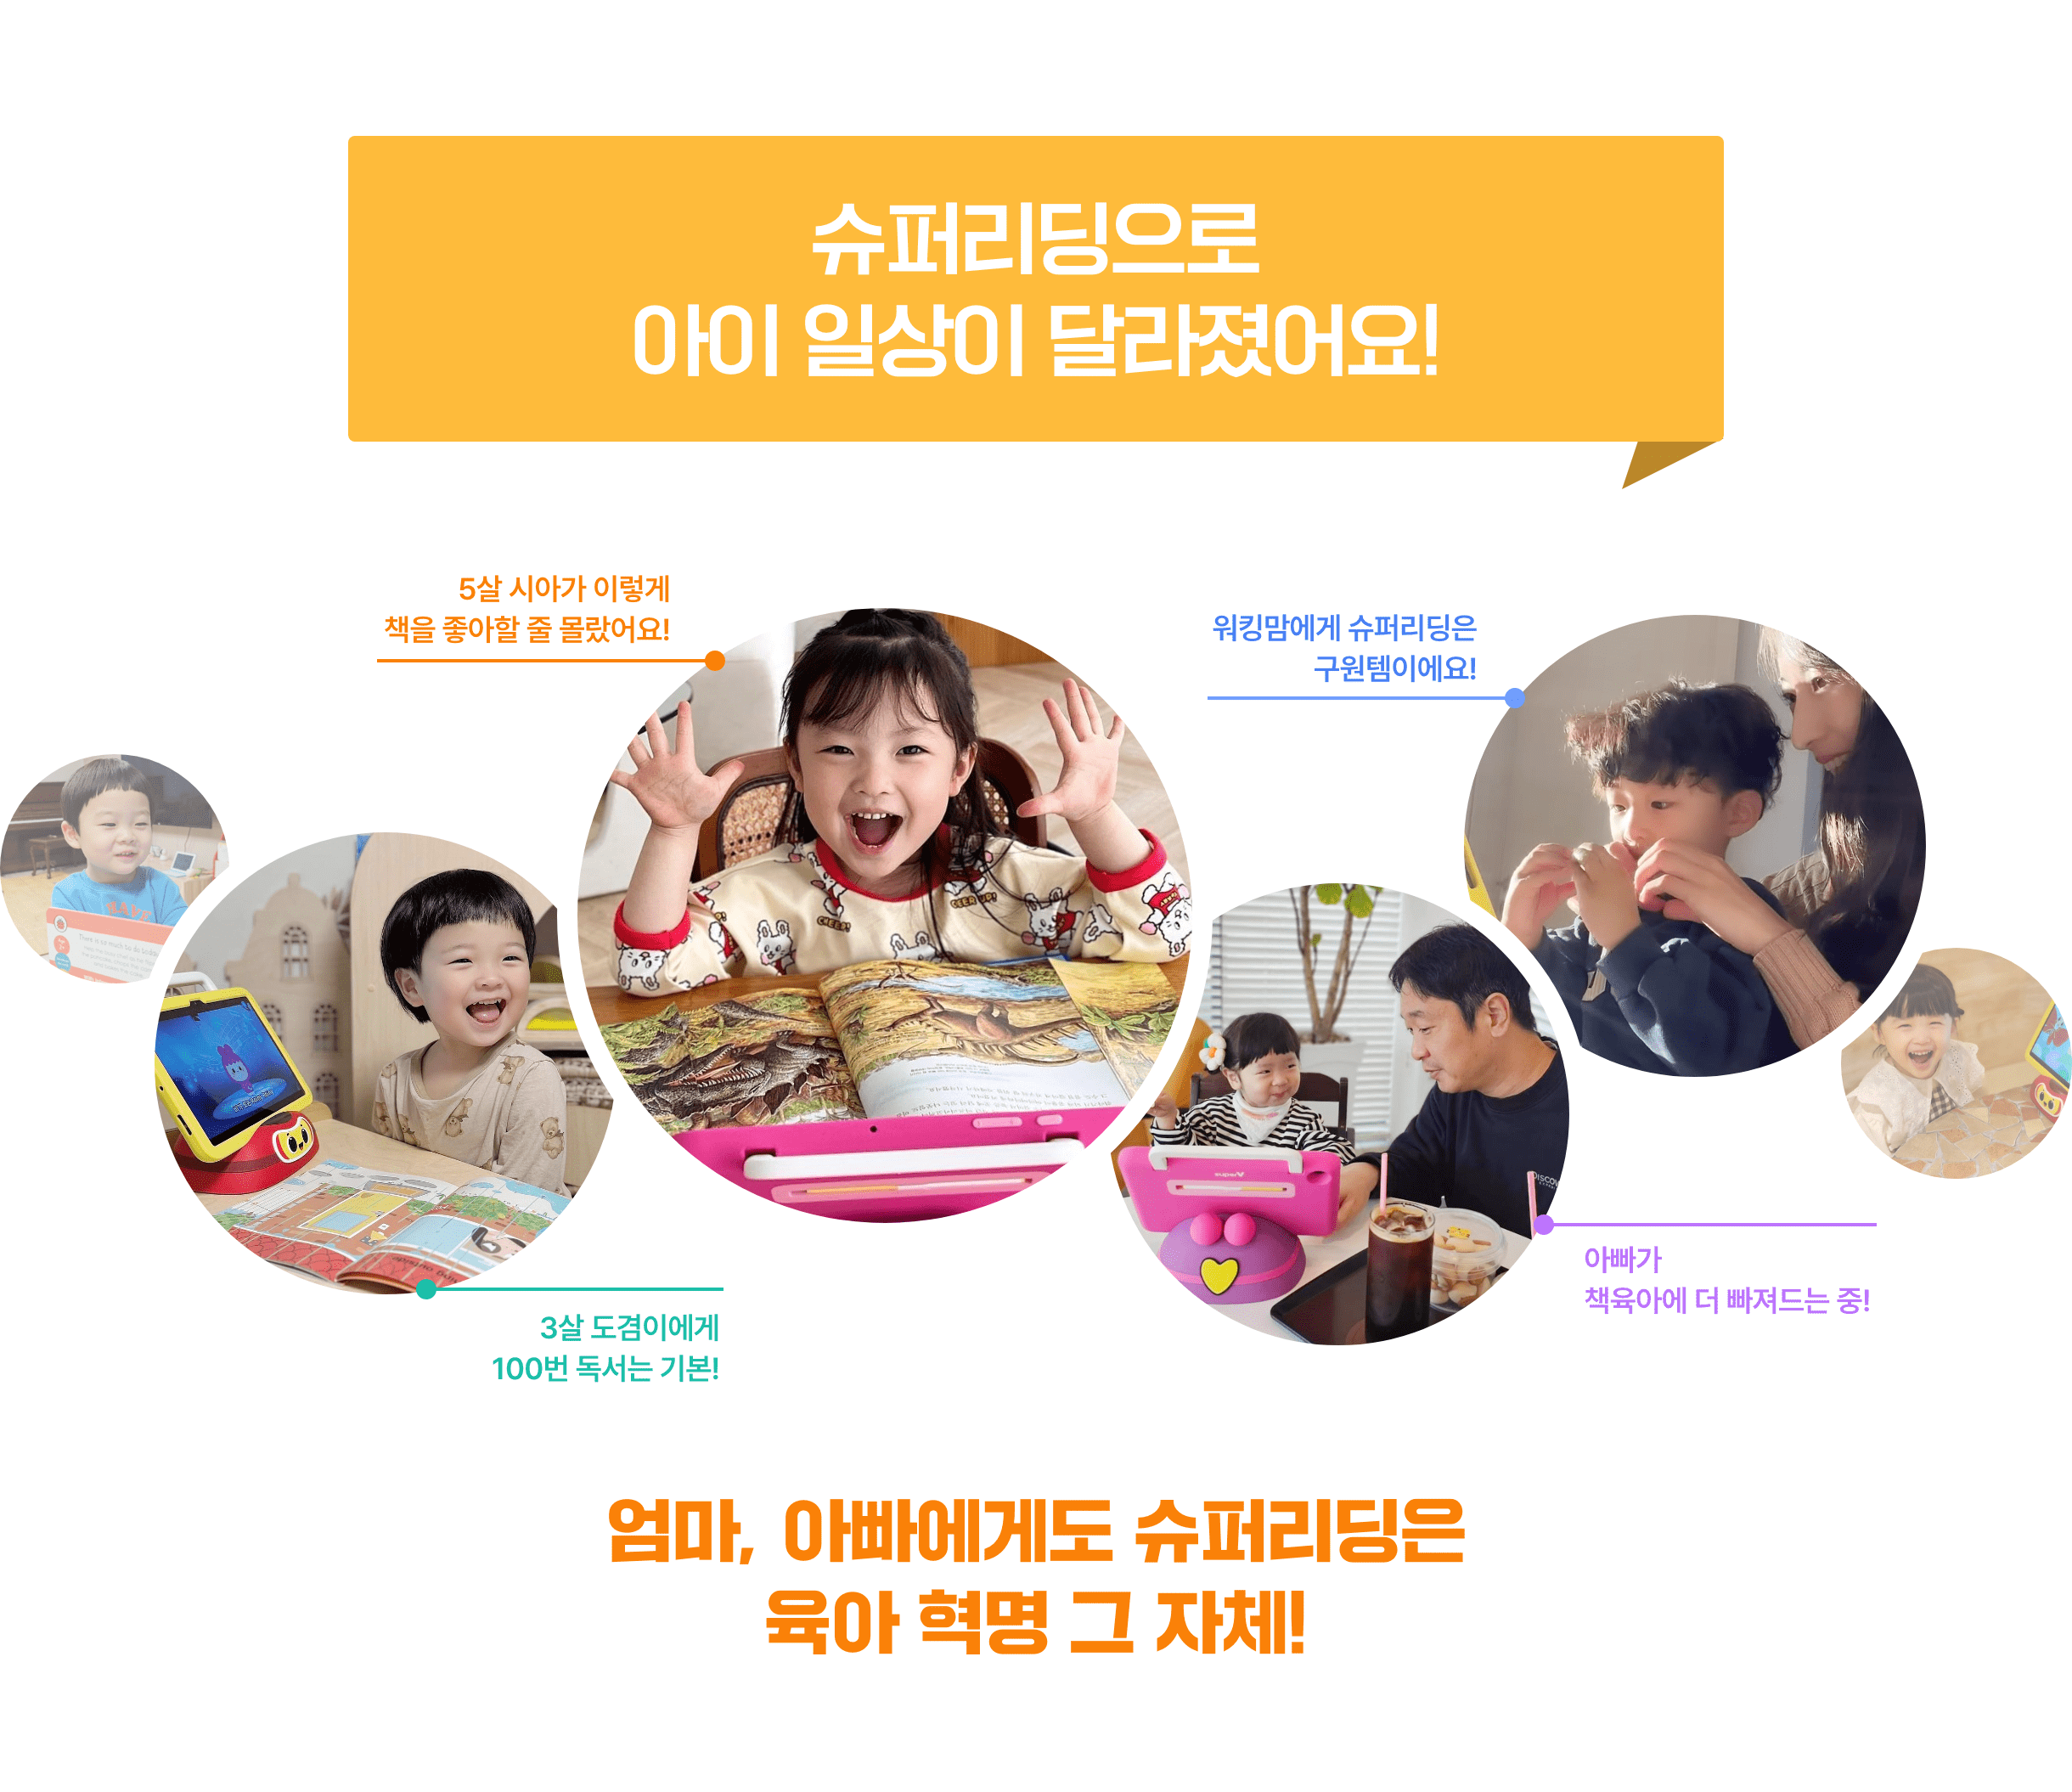 슈퍼리딩으로
아이 일상이 달라졌어요!
5살 시아가 이렇게
책을 좋아할 줄 몰랐어요!
워킹맘에게 슈퍼리딩은
구원템이에요!
CHEER!
CEER UP!
DISCOV
아빠가
책육아에 더 빠져드는 중!
3살 도겸이에게
100번 독서는 기본!
엄마, 아빠에게도 슈퍼리딩은
육아 혁명 그 자체!